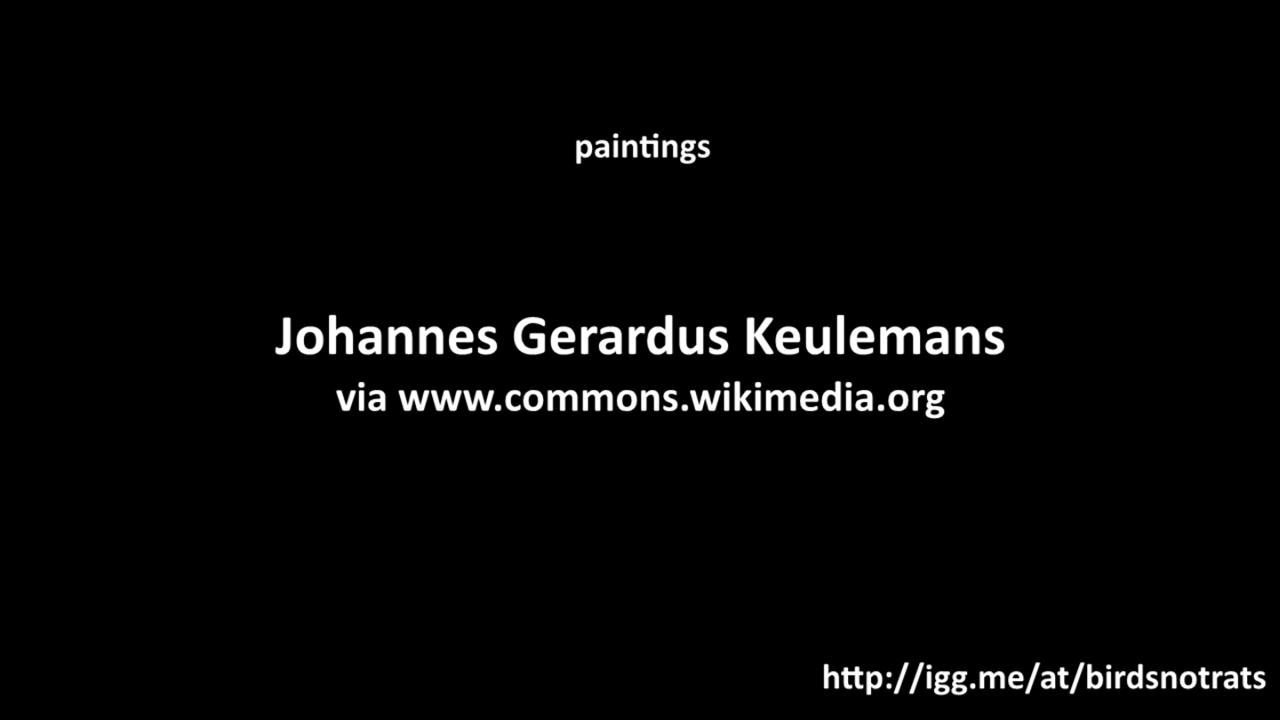 paintings
Johannes Gerardus Keulemans
via www.commons.wikimedia.org
http://igg.me/at/birdsnotrats